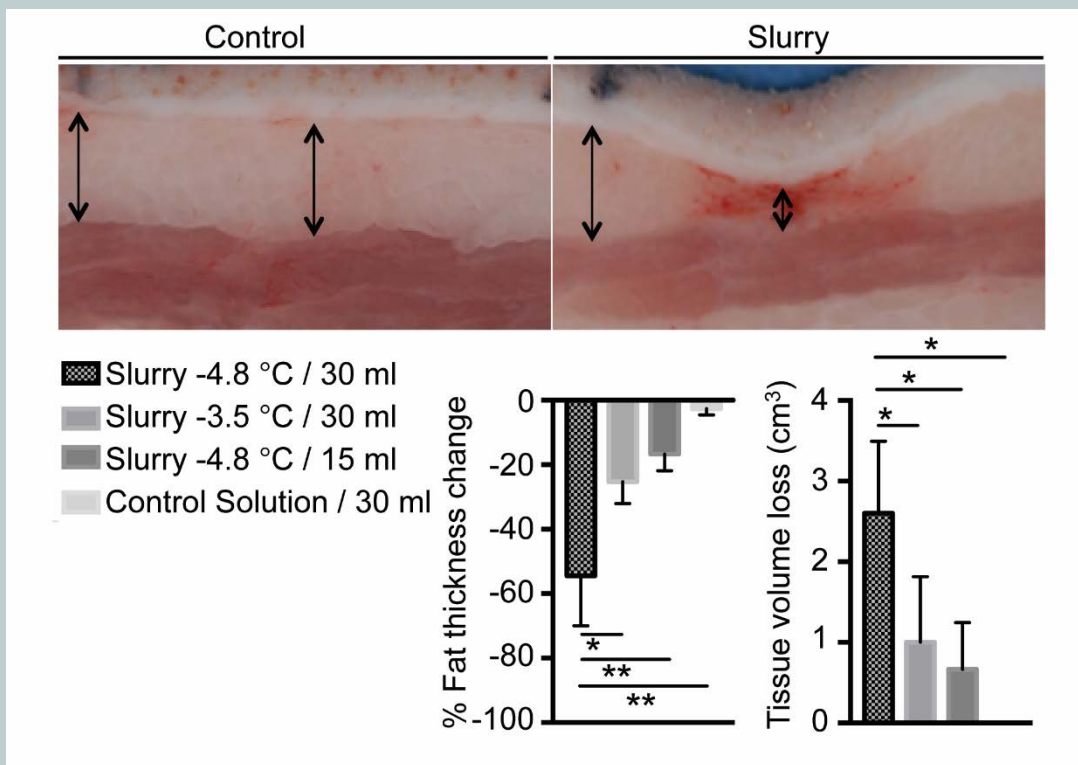 Control
Slurry
Slurry -4.8 °C / 30 ml
Slurry -3.5 °C / 30 ml
Slurry -4.8 °C / 15 ml
Control Solution / 30 ml
% Fat thickness change
0
-20
-40
-60
-80
-100
*
**
**
Tissue volume loss (cm³)
4
3
2
1
0
*
*
*